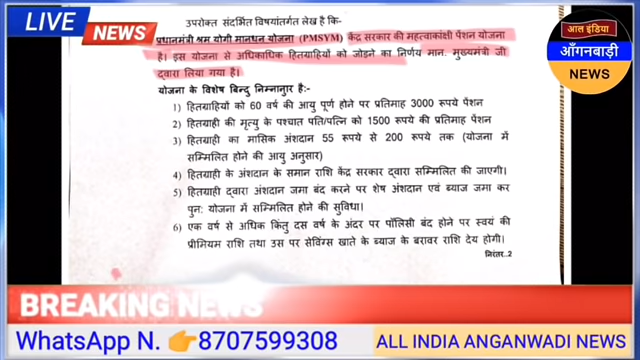 LIVE
NEWS
उपरोक्त संदर्भित विषयांतर्गत लेख है कि-
प्रधानमंत्री श्रम योगी मानधन योजना (PMSYM) केंद्र सरकार की महत्वाकांक्षी पेंशन योजना
है। इस योजना से अधिकाधिक हितग्राहियों को जोड़ने का निर्णय मान. मुख्यमंत्री जी
द्वारा लिया गया है।
योजना के विशेष बिन्दु निम्नानुार है:-
1) हितग्राहियों को 60 वर्ष की आयु पूर्ण होने पर प्रतिमाह 3000 रूपये पेंशन
2) हितग्राही की मृत्यु के पश्चात पति/पत्नि को 1500 रूपये की प्रतिमाह पेंशन
3) हितग्राही का मासिक अंशदान 55 रूपये से 200 रूपये तक (योजना में
सम्मिलित होने की आयु अनुसार)
4) हितग्राही के अंशदान के समान राशि केंद्र सरकार द्वारा सम्मिलित की जाएगी।
5) हितग्राही द्वारा अंशदान जमा बंद करने पर शेष अंशदान एवं ब्याज जमा कर
पुन: योजना में सम्मिलित होने की सुविधा।
6) एक वर्ष से अधिक किंतु दस वर्ष के अंदर पर पॉलिसी बंद होने पर स्वयं की
प्रीमियम राशि तथा उस पर सेविंग्स खाते के ब्याज के बरावर राशि देय होगी।
निरंतर..2
आल इंडिया
आँगनबाड़ी
NEWS
BREAKING NEWS
WhatsApp N. 👉8707599308
ALL INDIA ANGANWADI NEWS